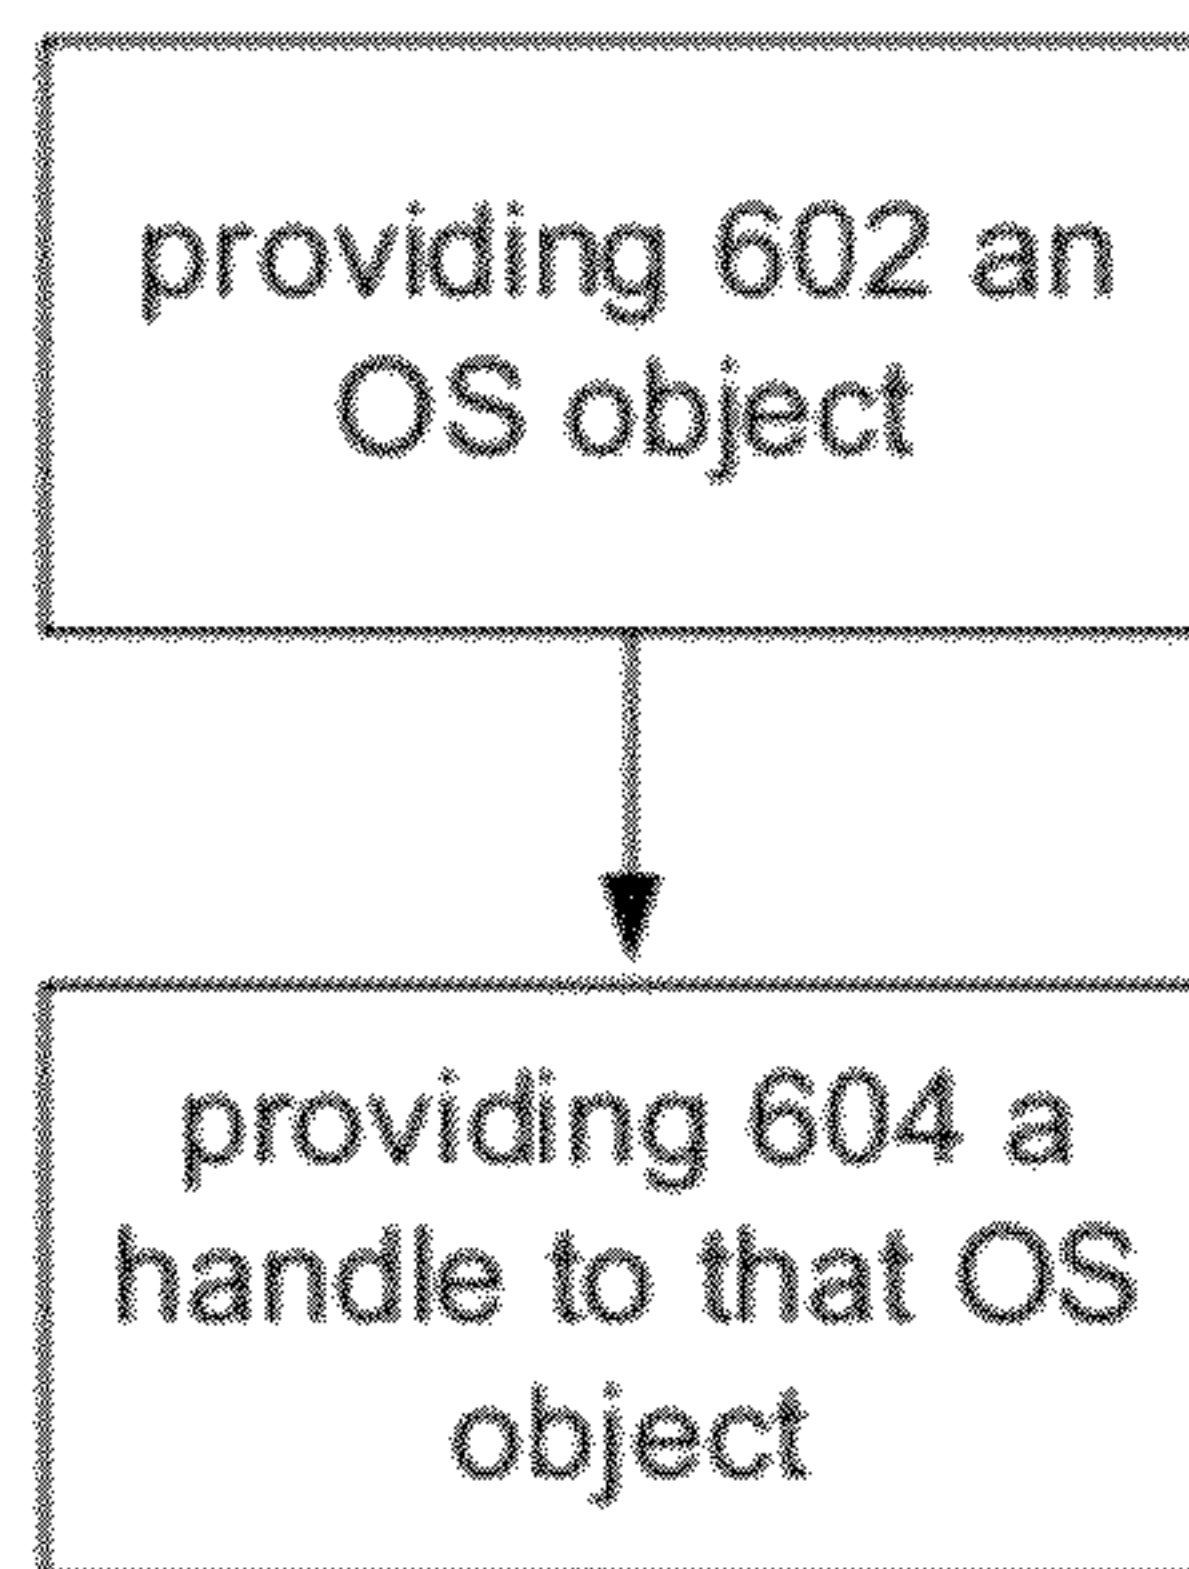 providing 602 an
OS object
providing 604 a
handle to that OS
object